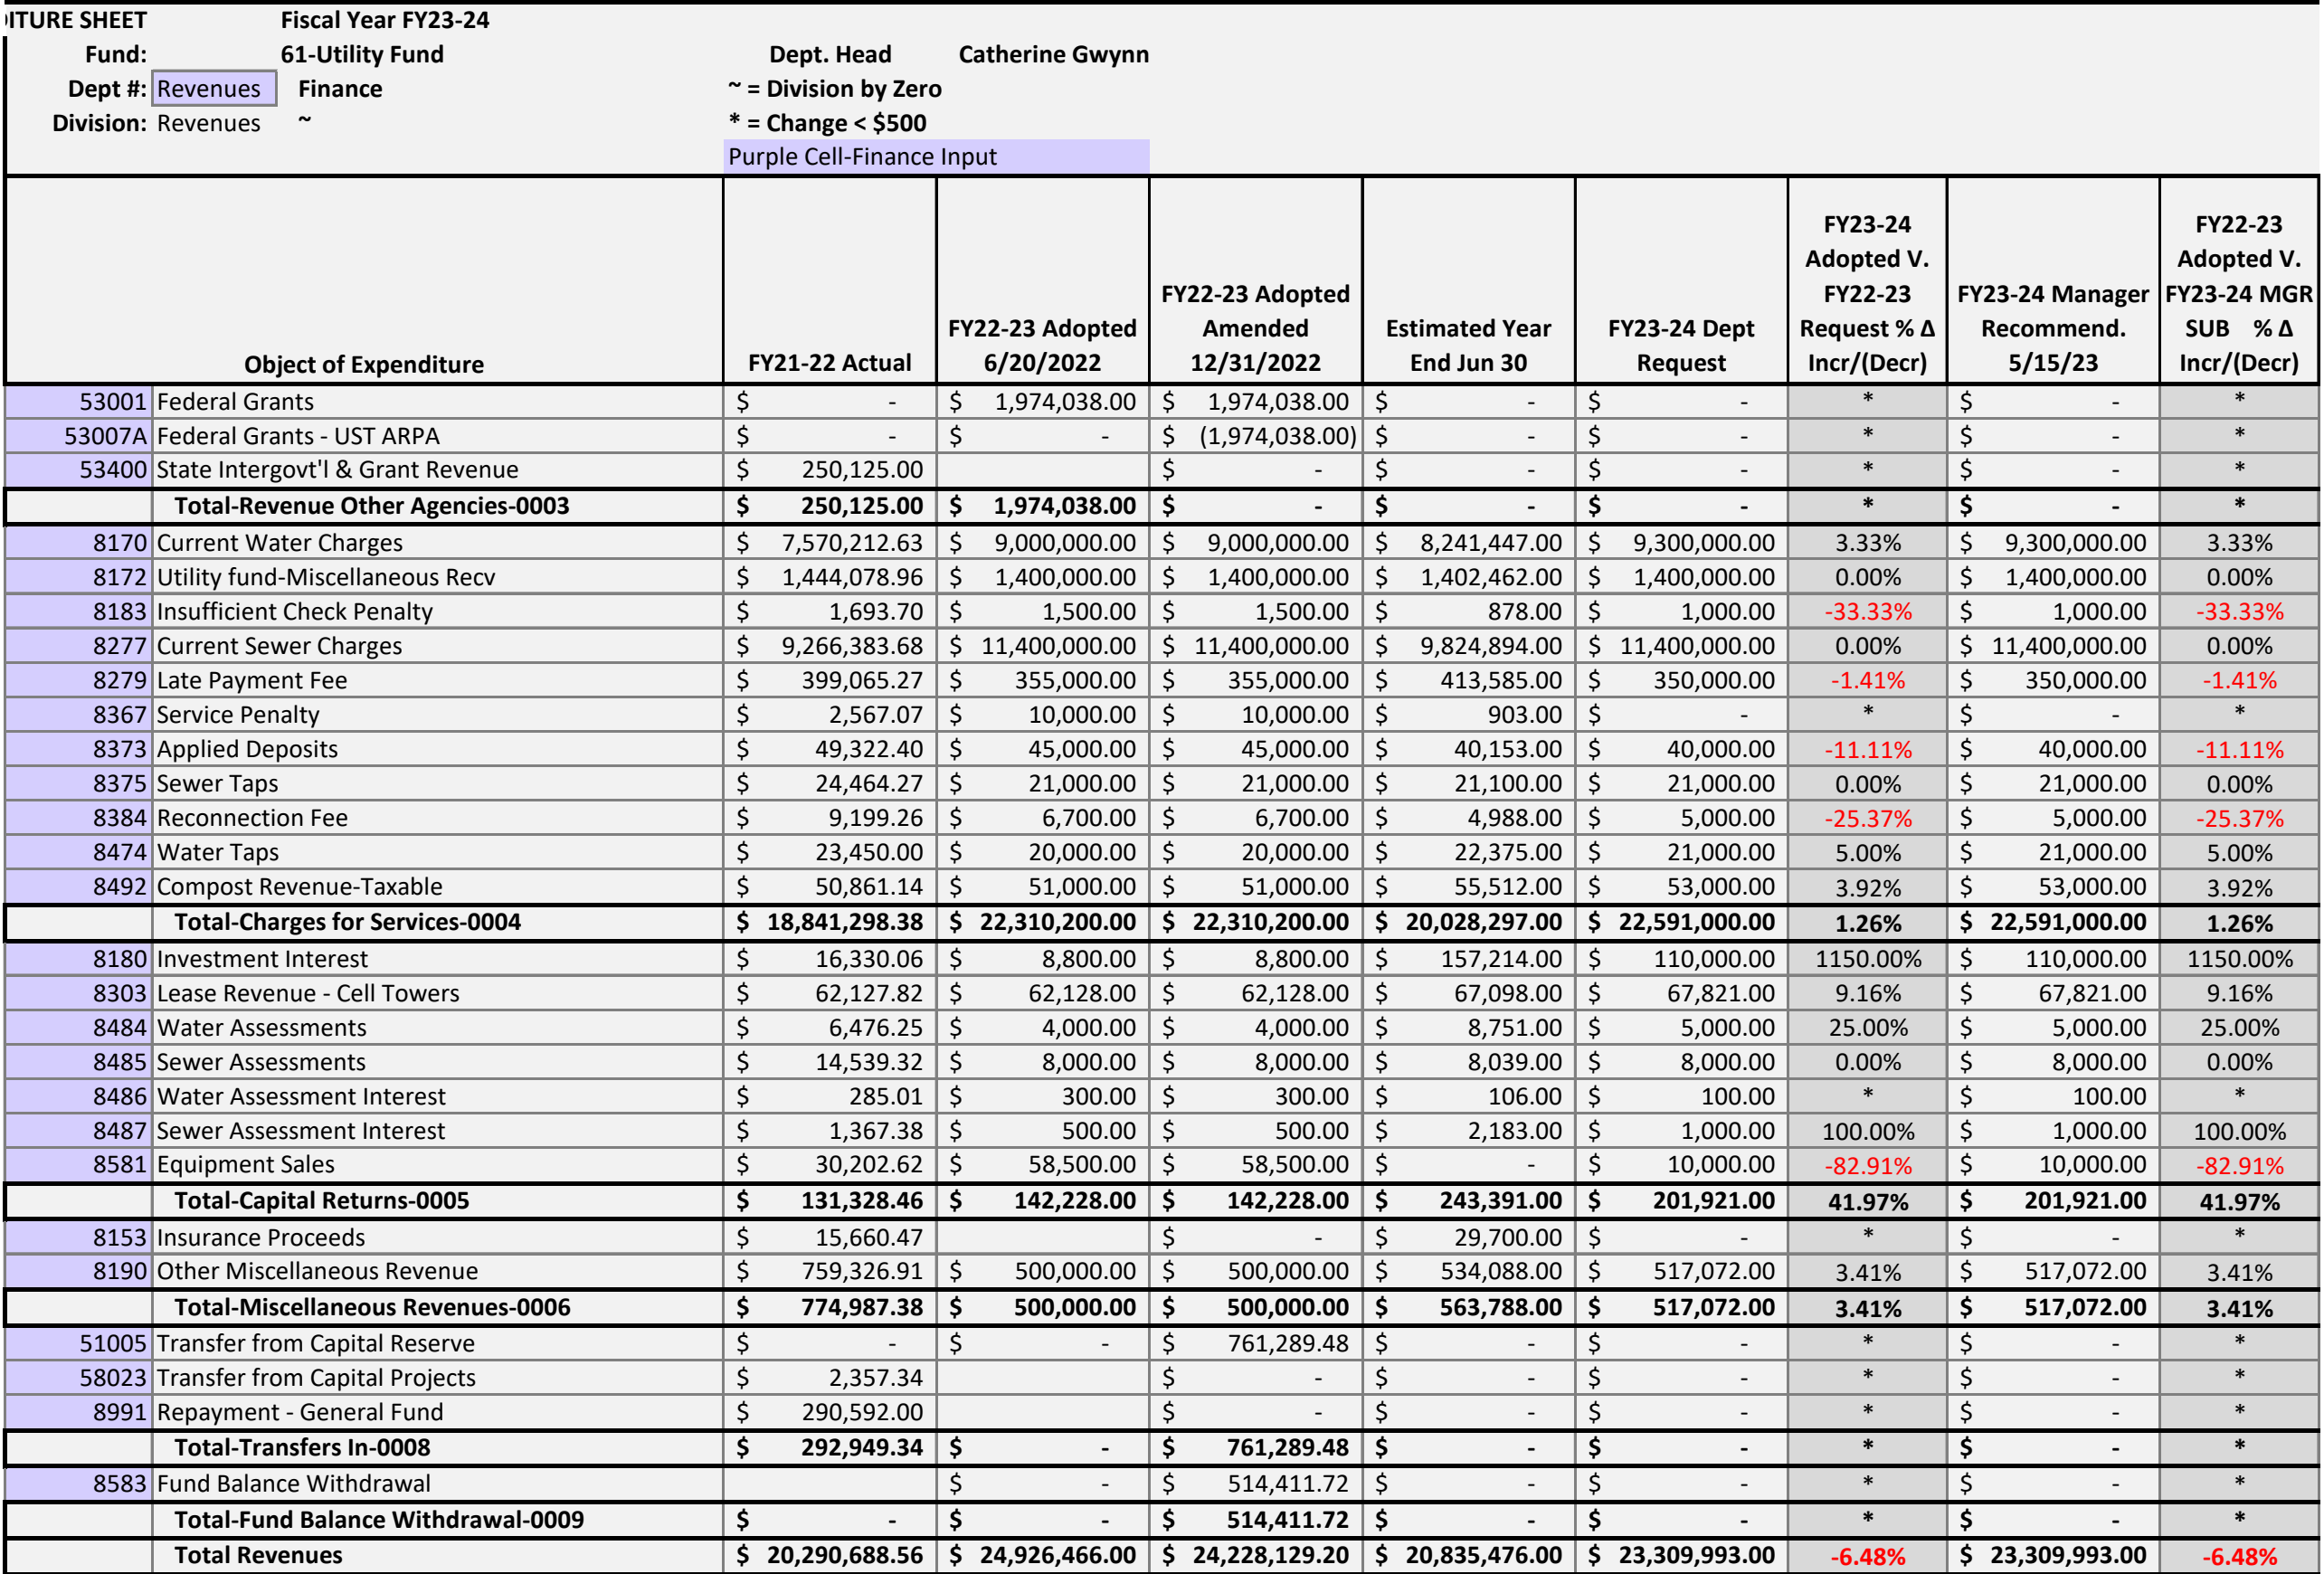 ITURE SHEET Fiscal Year FY23-24
Fund: 61-Utility Fund Dept. Head Catherine Gwynn
Dept #: Revenues Finance ~ = Division by Zero
Division: Revenues ~ * = Change < $500
Purple Cell-Finance Input
Object of Expenditure FY21-22 Actual FY22-23 Adopted 6/20/2022 FY22-23 Adopted Amended 12/31/2022 Estimated Year End Jun 30 FY23-24 Dept Request FY23-24 Adopted V. FY22-23 Request % Δ Incr/(Decr) FY23-24 Manager Recommend. 5/15/23 FY22-23 Adopted V. FY23-24 MGR SUB % Δ Incr/(Decr)
53001 Federal Grants $ - $ 1,974,038.00 $ 1,974,038.00 $ - $ - * $ - *
53007A Federal Grants - UST ARPA $ - $ - $ (1,974,038.00) $ - $ - * $ - *
53400 State Intergovt'l & Grant Revenue $ 250,125.00 $ - $ - $ - * $ - *
Total-Revenue Other Agencies-0003 $ 250,125.00 $ 1,974,038.00 $ - $ - $ - * $ - *
8170 Current Water Charges $ 7,570,212.63 $ 9,000,000.00 $ 9,000,000.00 $ 8,241,447.00 $ 9,300,000.00 3.33% $ 9,300,000.00 3.33%
8172 Utility fund-Miscellaneous Recv $ 1,444,078.96 $ 1,400,000.00 $ 1,400,000.00 $ 1,402,462.00 $ 1,400,000.00 0.00% $ 1,400,000.00 0.00%
8183 Insufficient Check Penalty $ 1,693.70 $ 1,500.00 $ 1,500.00 $ 878.00 $ 1,000.00 -33.33% $ 1,000.00 -33.33%
8277 Current Sewer Charges $ 9,266,383.68 $ 11,400,000.00 $ 11,400,000.00 $ 9,824,894.00 $ 11,400,000.00 0.00% $ 11,400,000.00 0.00%
8279 Late Payment Fee $ 399,065.27 $ 355,000.00 $ 355,000.00 $ 413,585.00 $ 350,000.00 -1.41% $ 350,000.00 -1.41%
8367 Service Penalty $ 2,567.07 $ 10,000.00 $ 10,000.00 $ 903.00 $ - * $ - *
8373 Applied Deposits $ 49,322.40 $ 45,000.00 $ 45,000.00 $ 40,153.00 $ 40,000.00 -11.11% $ 40,000.00 -11.11%
8375 Sewer Taps $ 24,464.27 $ 21,000.00 $ 21,000.00 $ 21,100.00 $ 21,000.00 0.00% $ 21,000.00 0.00%
8384 Reconnection Fee $ 9,199.26 $ 6,700.00 $ 6,700.00 $ 4,988.00 $ 5,000.00 -25.37% $ 5,000.00 -25.37%
8474 Water Taps $ 23,450.00 $ 20,000.00 $ 20,000.00 $ 22,375.00 $ 21,000.00 5.00% $ 21,000.00 5.00%
8492 Compost Revenue-Taxable $ 50,861.14 $ 51,000.00 $ 51,000.00 $ 55,512.00 $ 53,000.00 3.92% $ 53,000.00 3.92%
Total-Charges for Services-0004 $ 18,841,298.38 $ 22,310,200.00 $ 22,310,200.00 $ 20,028,297.00 $ 22,591,000.00 1.26% $ 22,591,000.00 1.26%
8180 Investment Interest $ 16,330.06 $ 8,800.00 $ 8,800.00 $ 157,214.00 $ 110,000.00 1150.00% $ 110,000.00 1150.00%
8303 Lease Revenue - Cell Towers $ 62,127.82 $ 62,128.00 $ 62,128.00 $ 67,098.00 $ 67,821.00 9.16% $ 67,821.00 9.16%
8484 Water Assessments $ 6,476.25 $ 4,000.00 $ 4,000.00 $ 8,751.00 $ 5,000.00 25.00% $ 5,000.00 25.00%
8485 Sewer Assessments $ 14,539.32 $ 8,000.00 $ 8,000.00 $ 8,039.00 $ 8,000.00 0.00% $ 8,000.00 0.00%
8486 Water Assessment Interest $ 285.01 $ 300.00 $ 300.00 $ 106.00 $ 100.00 * $ 100.00 *
8487 Sewer Assessment Interest $ 1,367.38 $ 500.00 $ 500.00 $ 2,183.00 $ 1,000.00 100.00% $ 1,000.00 100.00%
8581 Equipment Sales $ 30,202.62 $ 58,500.00 $ 58,500.00 $ - $ 10,000.00 -82.91% $ 10,000.00 -82.91%
Total-Capital Returns-0005 $ 131,328.46 $ 142,228.00 $ 142,228.00 $ 243,391.00 $ 201,921.00 41.97% $ 201,921.00 41.97%
8153 Insurance Proceeds $ 15,660.47 $ - $ 29,700.00 $ - * $ - *
8190 Other Miscellaneous Revenue $ 759,326.91 $ 500,000.00 $ 500,000.00 $ 534,088.00 $ 517,072.00 3.41% $ 517,072.00 3.41%
Total-Miscellaneous Revenues-0006 $ 774,987.38 $ 500,000.00 $ 500,000.00 $ 563,788.00 $ 517,072.00 3.41% $ 517,072.00 3.41%
51005 Transfer from Capital Reserve $ - $ - $ 761,289.48 $ - $ - * $ - *
58023 Transfer from Capital Projects $ 2,357.34 $ - $ - $ - * $ - *
8991 Repayment - General Fund $ 290,592.00 $ - $ - $ - * $ - *
Total-Transfers In-0008 $ 292,949.34 $ - $ 761,289.48 $ - $ - * $ - *
8583 Fund Balance Withdrawal $ - $ 514,411.72 $ - $ - * $ - *
Total-Fund Balance Withdrawal-0009 $ - $ - $ 514,411.72 $ - $ - * $ - *
Total Revenues $ 20,290,688.56 $ 24,926,466.00 $ 24,228,129.20 $ 20,835,476.00 $ 23,309,993.00 -6.48% $ 23,309,993.00 -6.48%